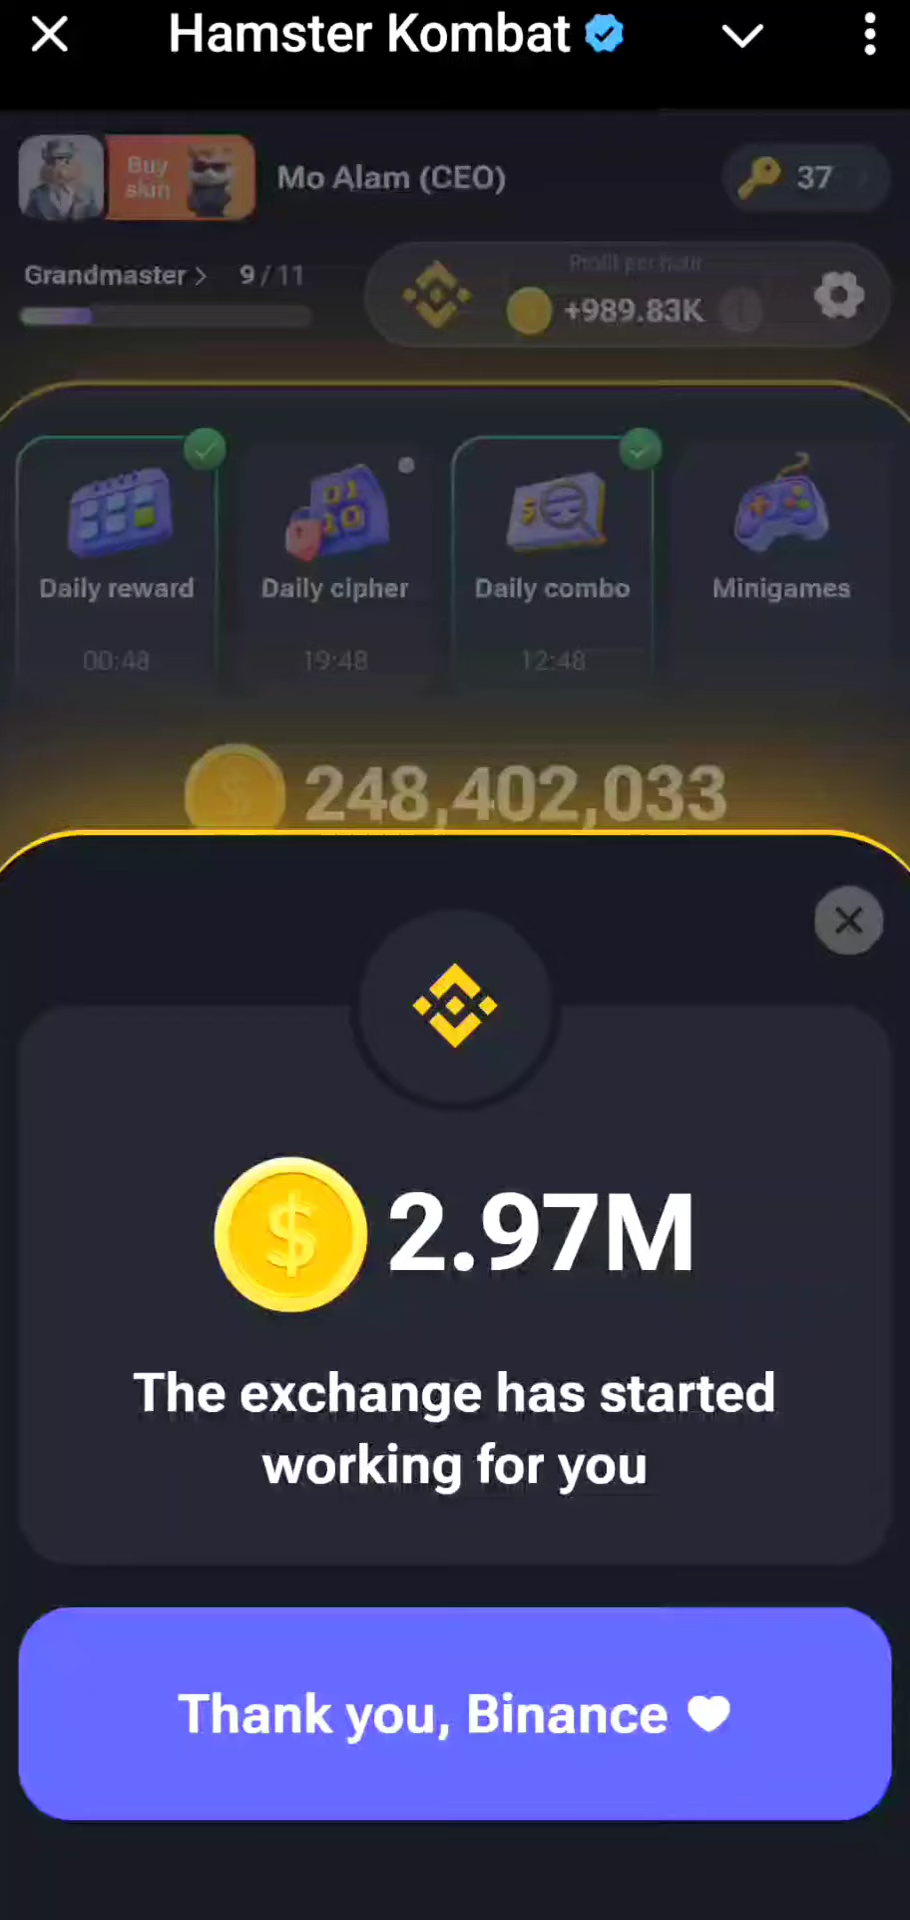 Hamster Kombat
Buy
skin
Mo Alam (CEO)
37
Grandmaster >
9/11
Profit per hour
+989.83K
Daily reward
Daily cipher
Daily combo
Minigames
00:48
19:48
12:48
248,402,033
2.97M
The exchange has started
working for you
Thank you, Binance